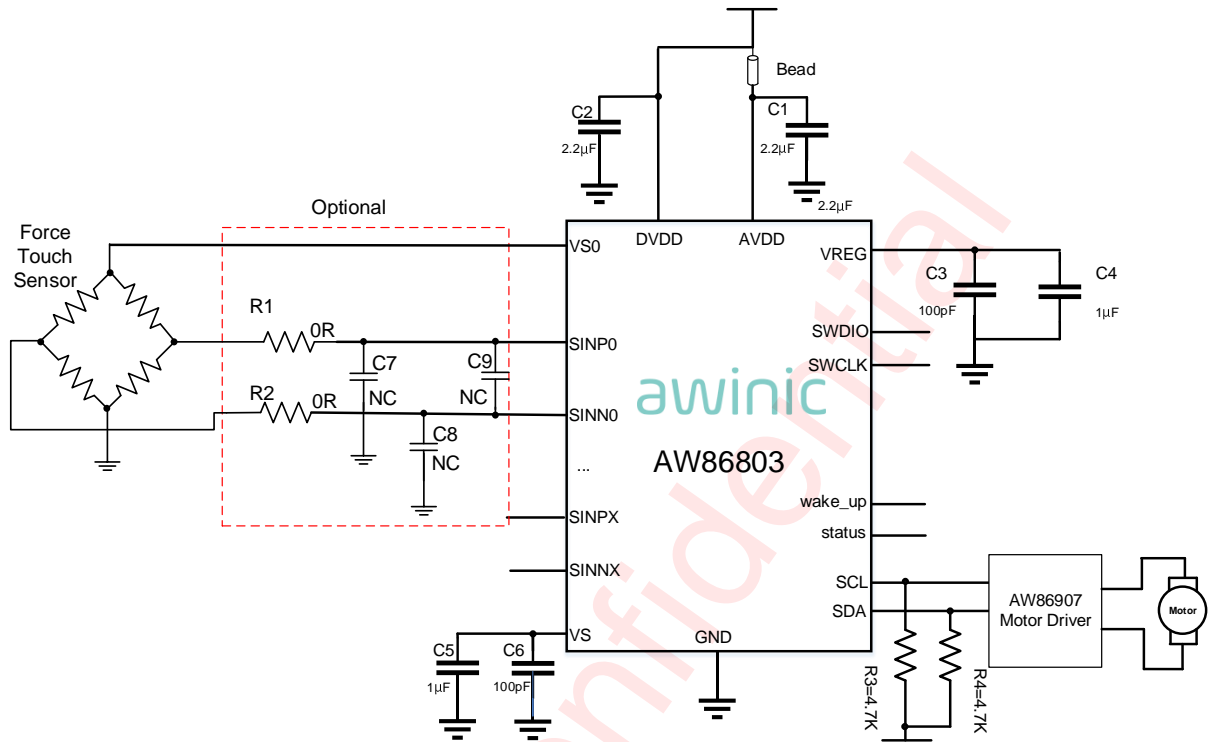 Bead
C2
2.2µF
C1
2.2µF
2.2µF
Optional
Force
Touch
Sensor
VS0
DVDD
AVDD
VREG
C3
100pF
C4
1µF
R1
0R
SINP0
C7
NC
C9
NC
SWDIO
SWCLK
R2
0R
SINN0
C8
NC
awinic
AW86803
...
SINPX
SINNX
wake_up
status
SCL
SDA
AW86907
Motor Driver
Motor
VS
GND
C5
1µF
C6
100pF
R3=4.7K
R4=4.7K
nfidential